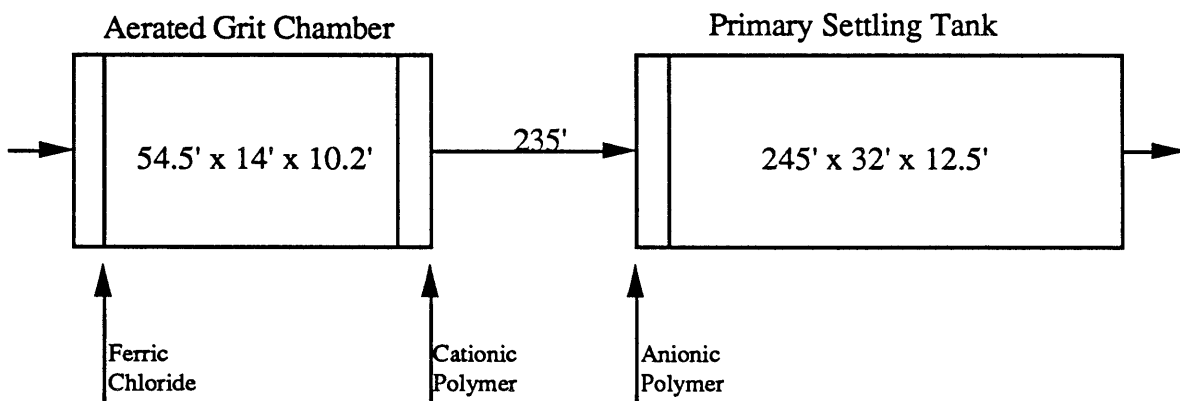 Aerated Grit Chamber
Primary Settling Tank
54.5' x 14' x 10.2'
235'
245' x 32' x 12.5'
Ferric
Chloride
Cationic
Polymer
Anionic
Polymer